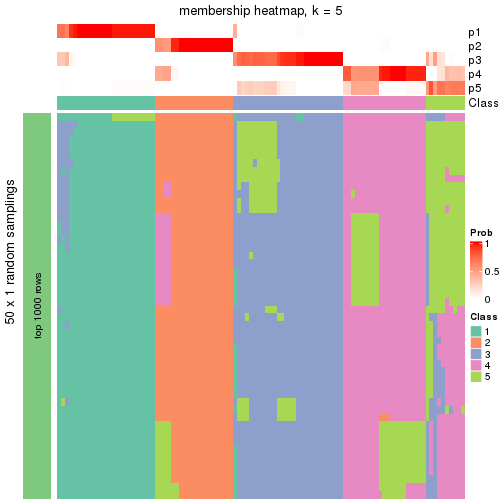 membership heatmap, k = 5
p1
p2
p3
p4
p5
Class
50 x 1 random samplings
top 1000 rows
Prob
1
0.5
0
Class
1
2
3
4
5